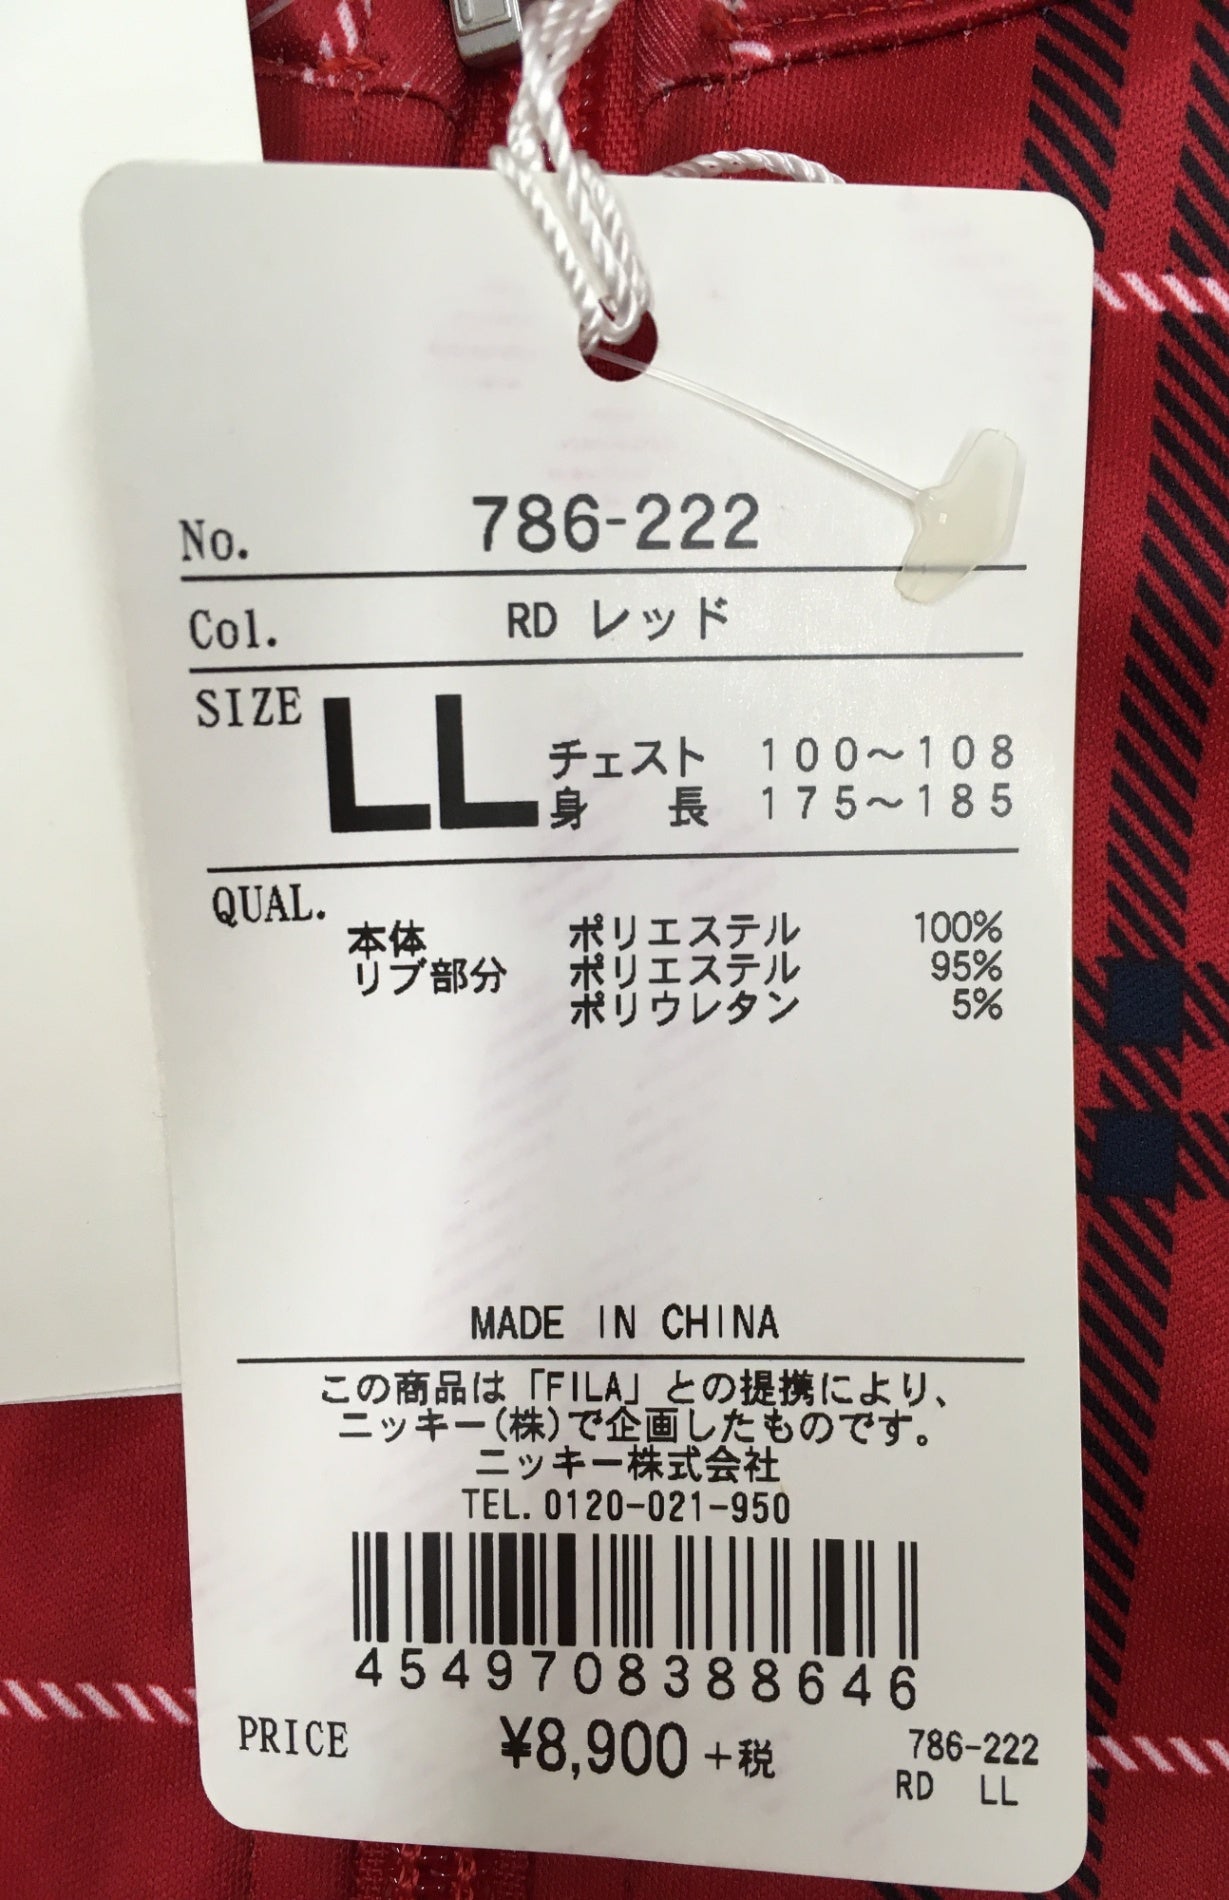 No. 786-222
Col. RD レッド
SIZE LL チェスト 100～108
身 長 175～185
QUAL.
本体 ポリエステル 100%
リブ部分 ポリエステル 95%
ポリウレタン 5%
MADE IN CHINA
この商品は「FILA」との提携により、
ニッキー(株)で企画したものです。
ニッキー株式会社
TEL.0120-021-950
4549708388646
PRICE ¥8,900+税 786-222
RD LL